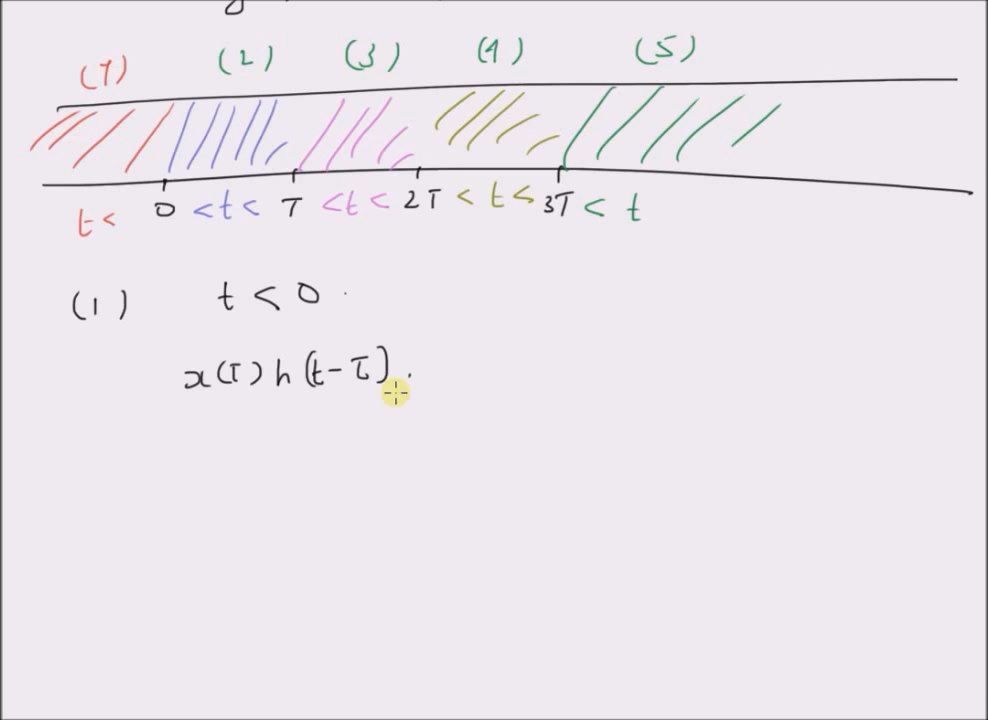 (1) (2) (3) (4) (5)
t < 0 < t < T < t < 2T < t < 3T < t
(1) t < 0
x(τ) h(t-τ).